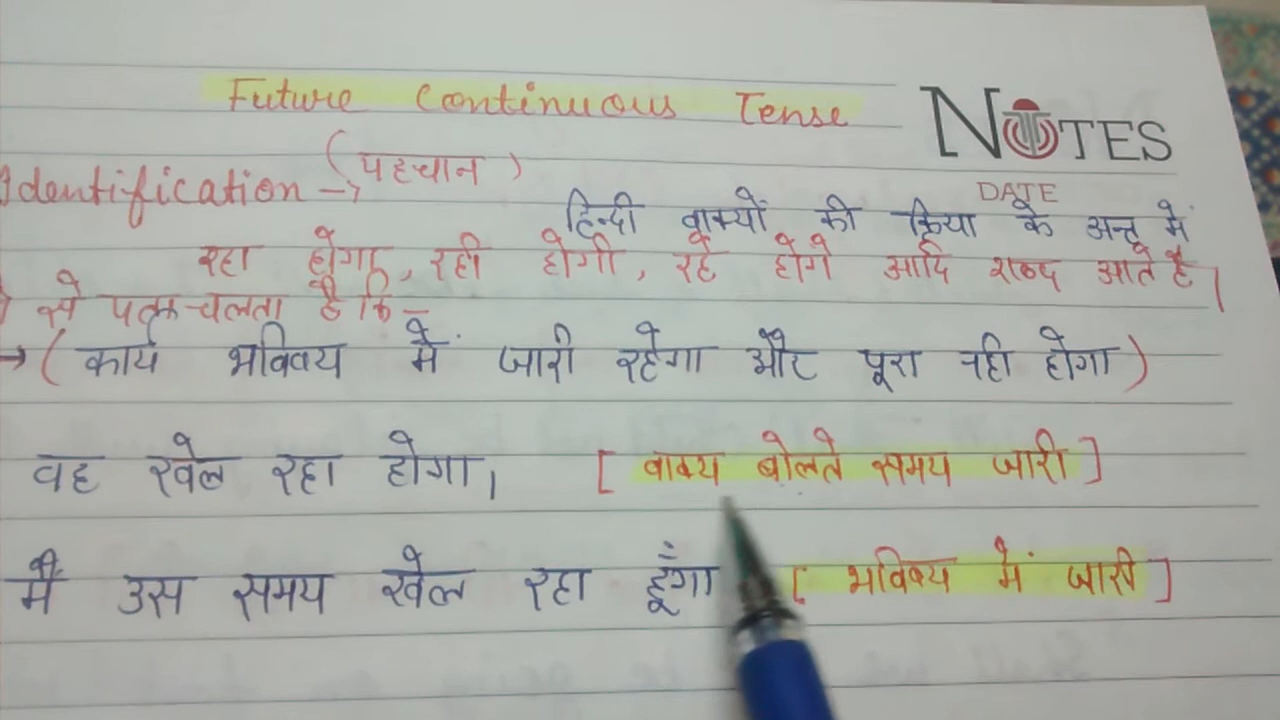 Future Continuous Tense
NOTES
Identification → (पहचान)
DATE
हिन्दी वाक्यों की क्रिया के अन्त में
रहा होगा, रही होगी, रहे होगें आदि शब्द आते है।
से पता चलता है कि –
→ (कार्य भविष्य में जारी रहेगा और पूरा नही होगा)
वह खेल रहा होगा। [ वाक्य बोलते समय जारी ]
मैं उस समय खेल रहा हूँगा [ भविष्य में जारी ]